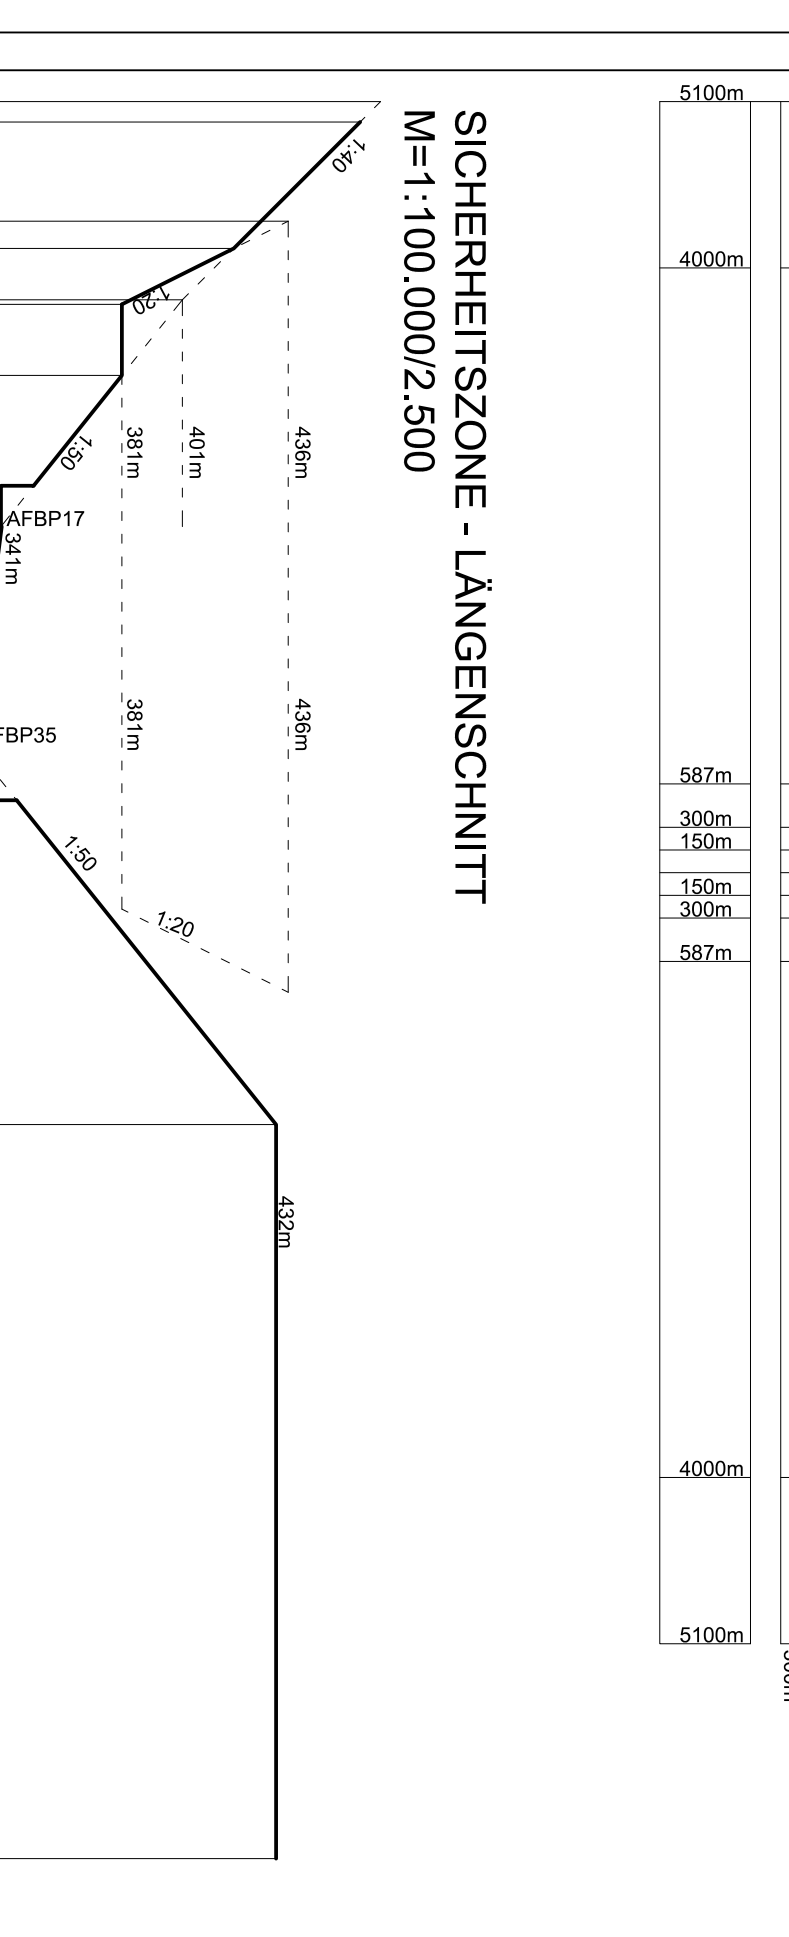 SICHERHEITSZONE - LÄNGENSCHNITT
M=1:100.000/2.500
5100m
4000m
587m
300m
150m
150m
300m
587m
4000m
5100m
1:40
1:20
1:50
381m
401m
436m
AFBP17
341m
381m
436m
FBP35
1:50
1:20
432m